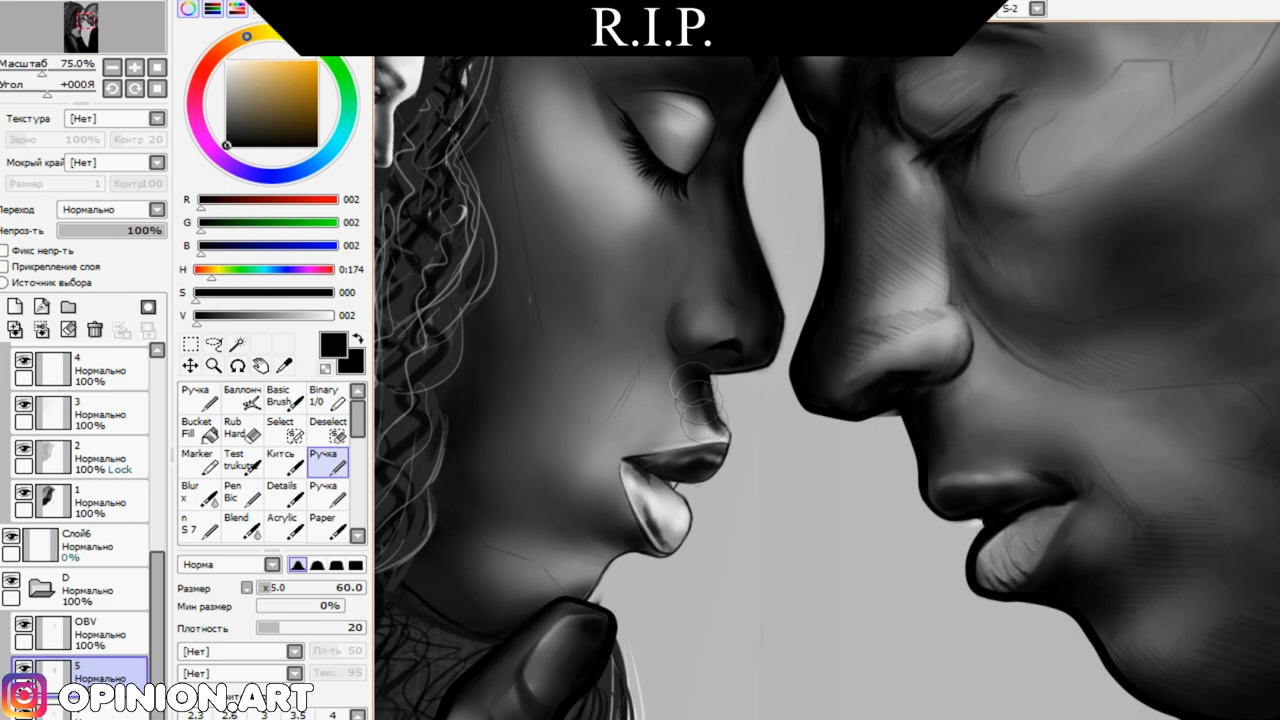 R.I.P.
S-2
Масштаб 75.0%
Угол +000Я
Текстура [Нет]
Зерно 100% Контр 20
Мокрый край [Нет]
Размер 1 Контр 100
Переход Нормально
Непроз-ть 100%
Фикс непр-ть
Прикрепление слоя
Источник выбора
4
Нормально
100%
3
Нормально
100%
2
Нормально
100% Lock
1
Нормально
100%
Слой6
Нормально
0%
D
Нормально
100%
OBV
Нормально
100%
5
Нормально
R 002
G 002
B 002
H 0:174
S 000
V 002
Ручка Баллонч Basic Brush Binary 1/0
Bucket Fill Rub Hard Select Deselect
Marker Test trukute Китсь Ручка
Blur x Pen Bic Details Ручка
n S 7 Blend Acrylic Paper
Норма
Размер x5.0 60.0
Мин размер 0%
Плотность 20
[Нет] Пл-ть 50
[Нет] Текс. 95
2.3 2.6 3 3.5 4
OPINION.ART